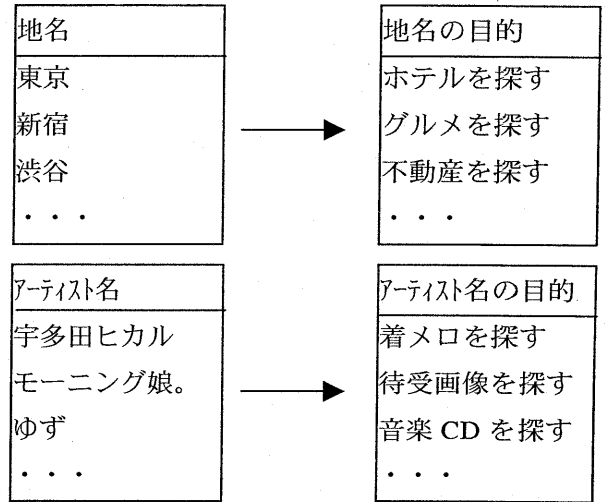 地名
東京
新宿
渋谷
・・・
地名の目的
ホテルを探す
グルメを探す
不動産を探す
・・・
ｱｰﾃｨｽﾄ名
宇多田ヒカル
モーニング娘。
ゆず
・・・
ｱｰﾃｨｽﾄ名の目的
着メロを探す
待受画像を探す
音楽 CD を探す
・・・